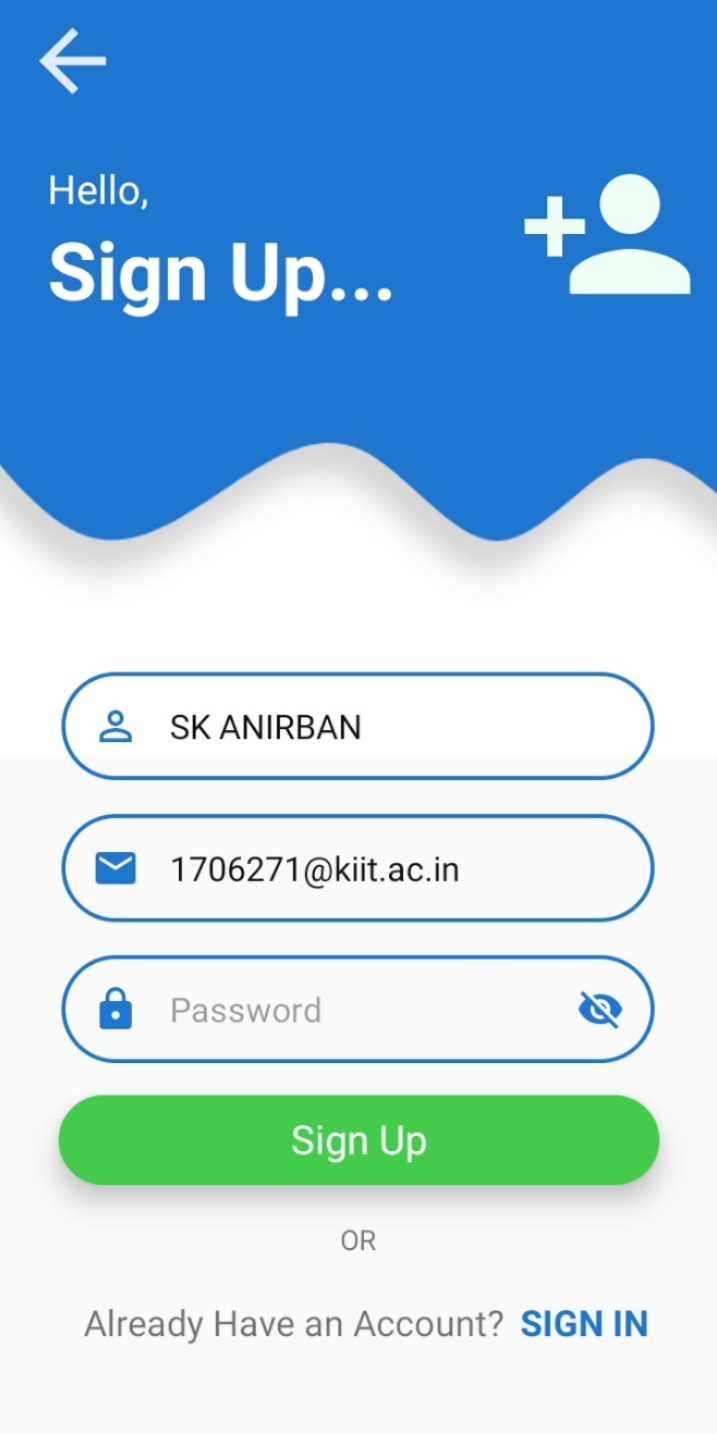 Hello,
Sign Up...
SK ANIRBAN
1706271@kiit.ac.in
Password
Sign Up
OR
Already Have an Account? SIGN IN